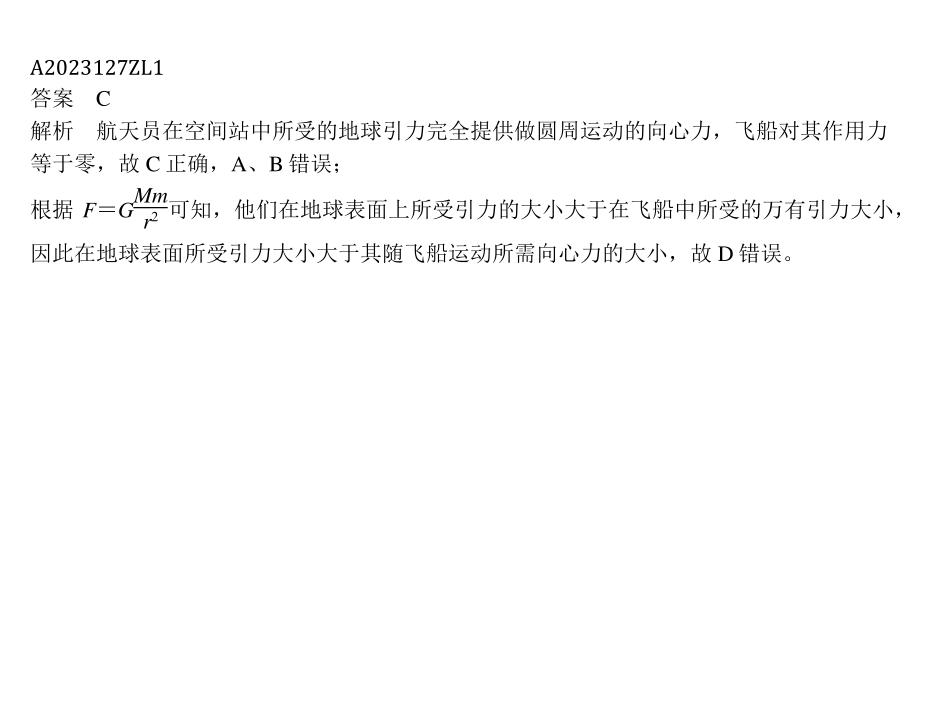 A2023127ZL1
答案　C
解析　航天员在空间站中所受的地球引力完全提供做圆周运动的向心力，飞船对其作用力
等于零，故 C 正确，A、B 错误；
根据 F＝G\frac{Mm}{r^2}可知，他们在地球表面上所受引力的大小大于在飞船中所受的万有引力大小，
因此在地球表面所受引力大小大于其随飞船运动所需向心力的大小，故 D 错误。